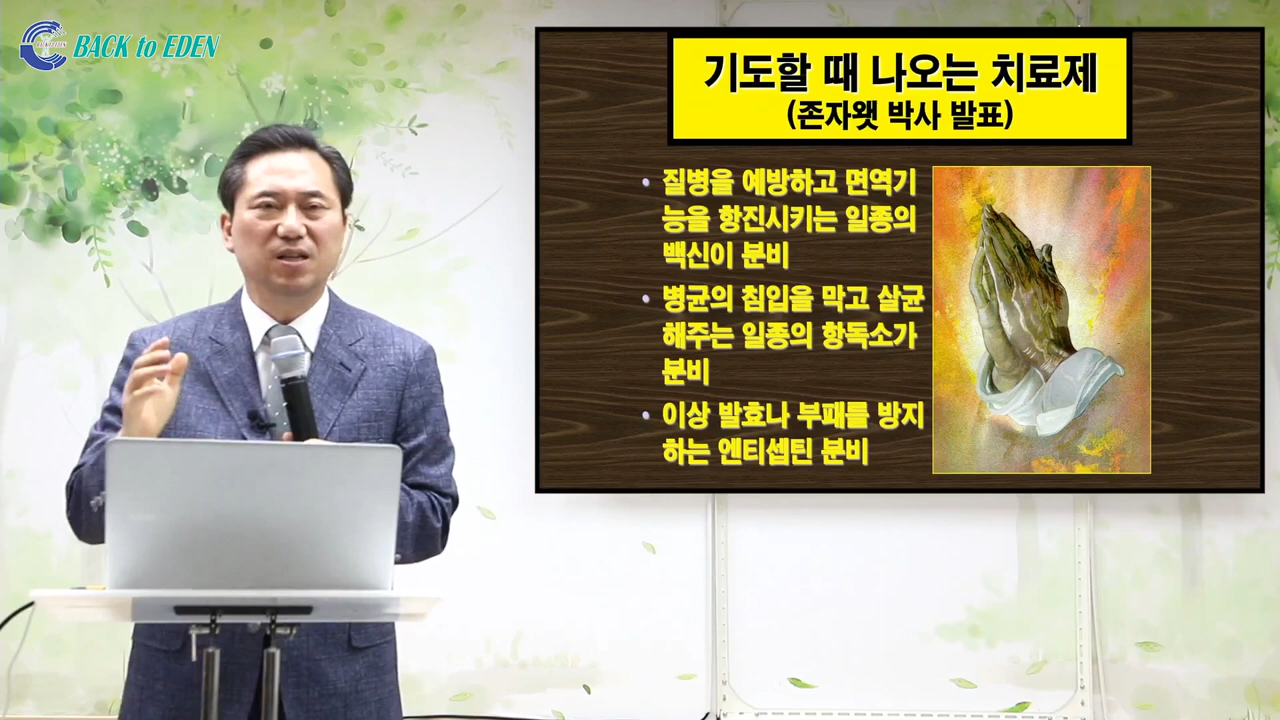 BACK to EDEN
기도할 때 나오는 치료제
(존자왯 박사 발표)
• 질병을 예방하고 면역기
능을 항진시키는 일종의
백신이 분비
• 병균의 침입을 막고 살균
해주는 일종의 항독소가
분비
• 이상 발효나 부패를 방지
하는 엔티셉틴 분비